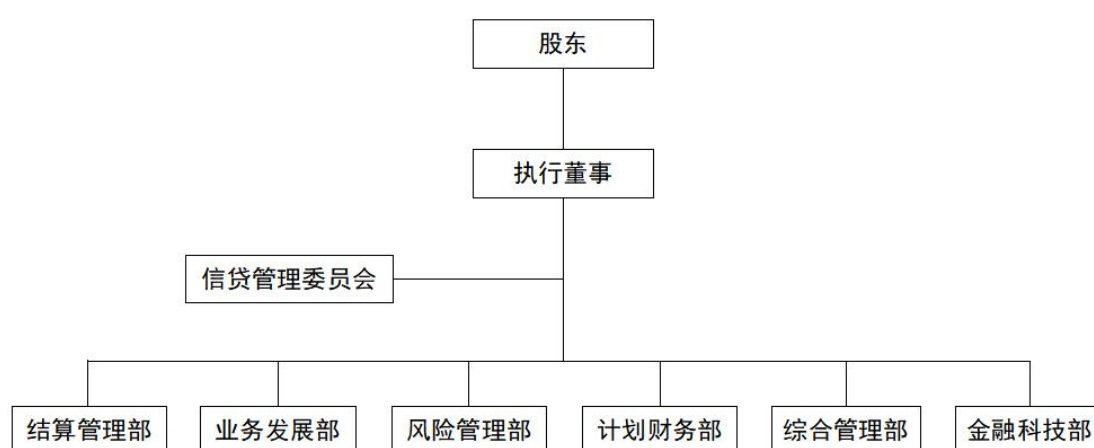 股东
执行董事
信贷管理委员会
结算管理部
业务发展部
风险管理部
计划财务部
综合管理部
金融科技部